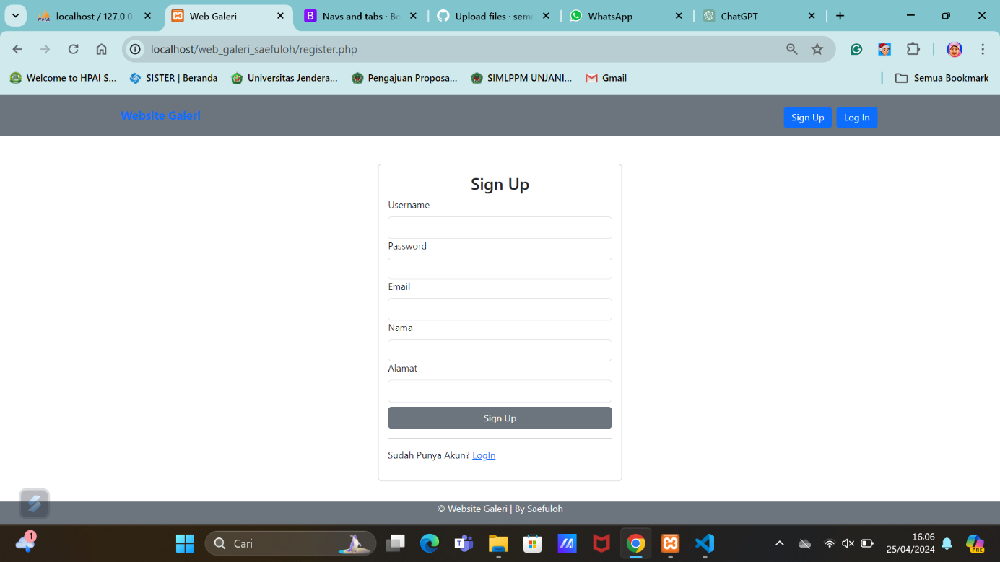 localhost / 127.0.0.
Web Galeri
Navs and tabs · Bo
Upload files · semi
WhatsApp
ChatGPT
localhost/web_galeri_saefuloh/register.php
Welcome to HPAI S...
SISTER | Beranda
Universitas Jendera...
Pengajuan Proposa...
SIMLPPM UNJANI...
Gmail
Semua Bookmark
Website Galeri
Sign Up
Log In
Sign Up
Username
Password
Email
Nama
Alamat
Sign Up
Sudah Punya Akun? LogIn
© Website Galeri | By Saefuloh
1
Cari
16:06
25/04/2024
PRE